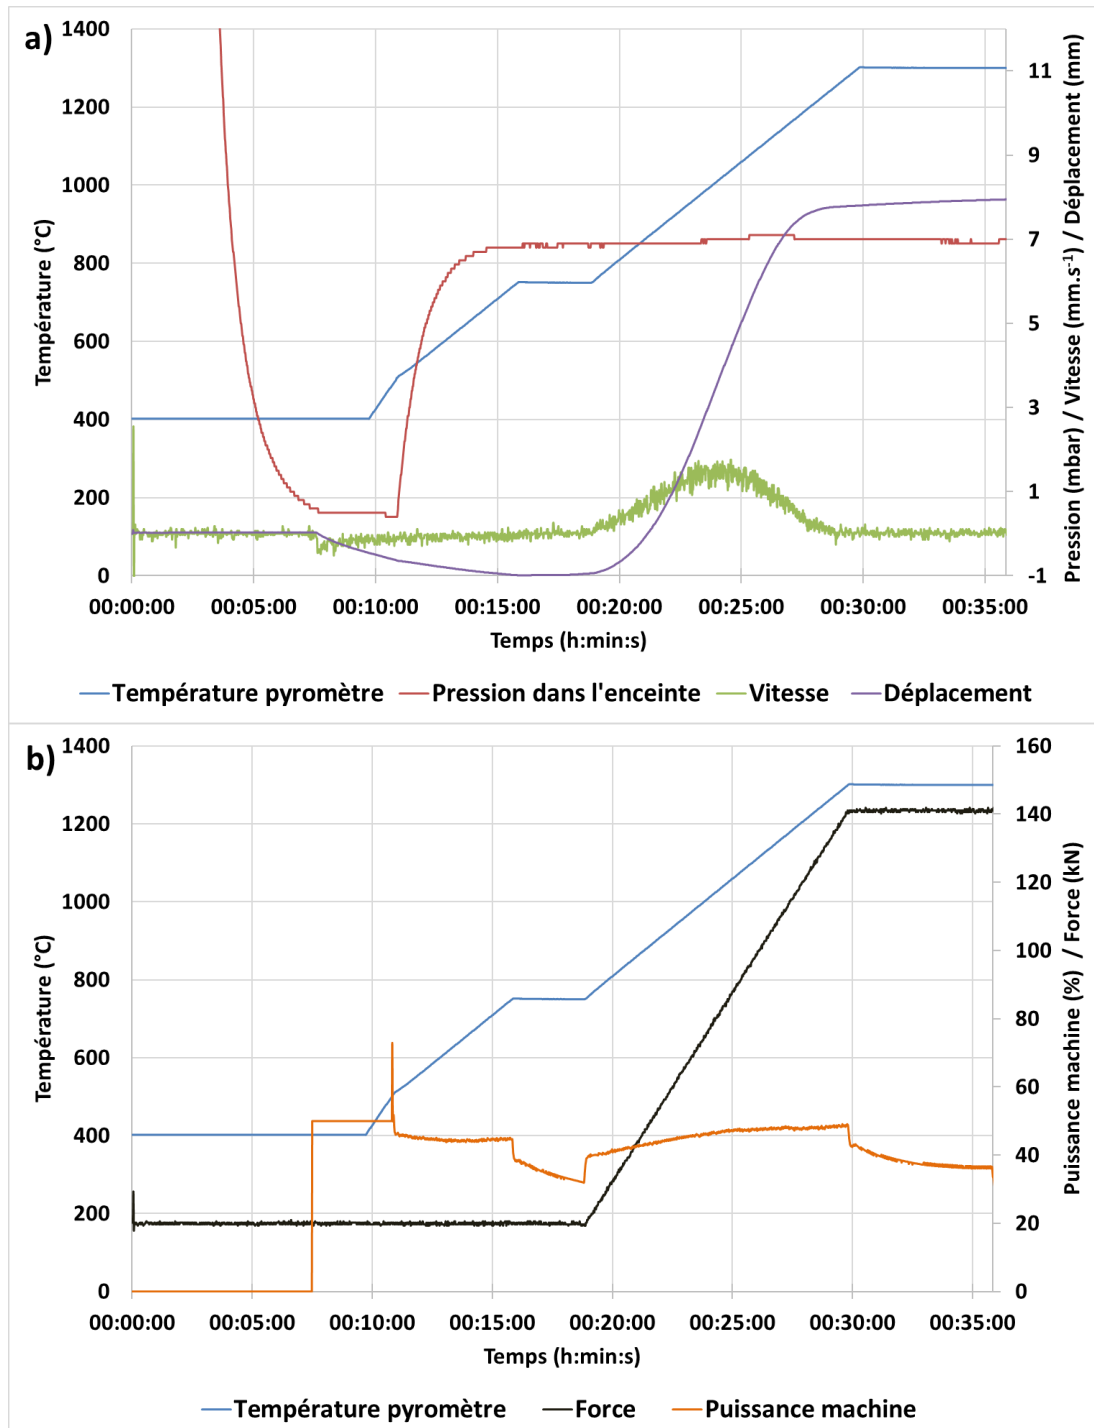 a)
Température (°C)
1400
1200
1000
800
600
400
200
0
11
9
7
5
3
1
-1
Pression (mbar) / Vitesse (mm.s⁻¹) / Déplacement (mm)
00:00:00 00:05:00 00:10:00 00:15:00 00:20:00 00:25:00 00:30:00 00:35:00
Temps (h:min:s)
Température pyromètre Pression dans l'enceinte Vitesse Déplacement
b)
Température (°C)
1400
1200
1000
800
600
400
200
0
160
140
120
100
80
60
40
20
0
Puissance machine (%) / Force (kN)
00:00:00 00:05:00 00:10:00 00:15:00 00:20:00 00:25:00 00:30:00 00:35:00
Temps (h:min:s)
Température pyromètre Force Puissance machine